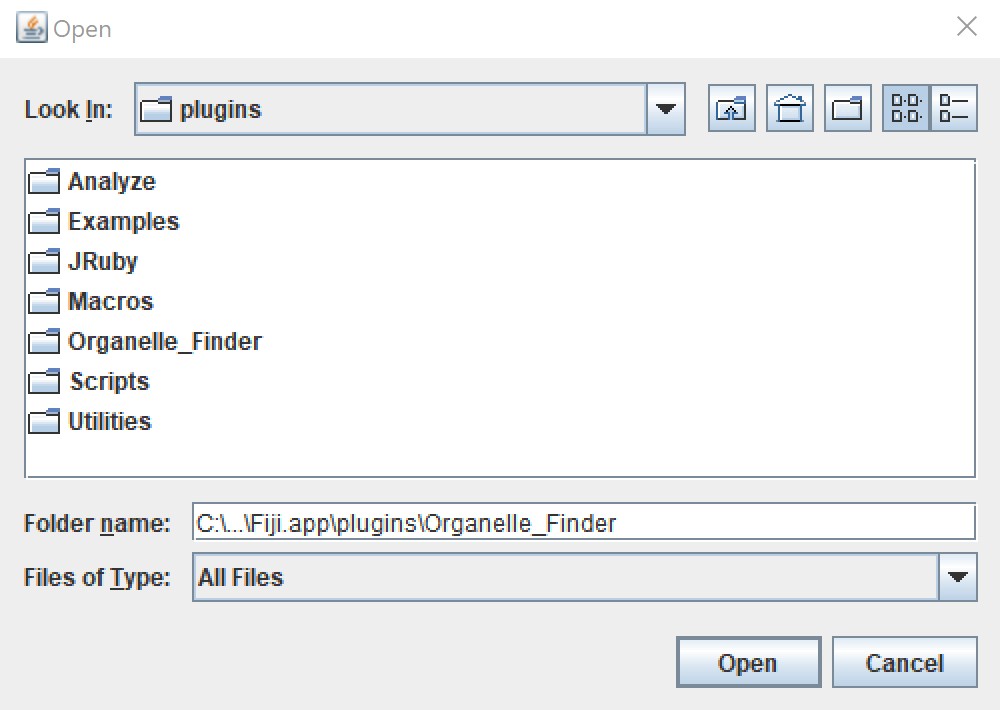 Open
Look In: plugins
Analyze
Examples
JRuby
Macros
Organelle_Finder
Scripts
Utilities
Folder name: C:\...\Fiji.app\plugins\Organelle_Finder
Files of Type: All Files
Open Cancel